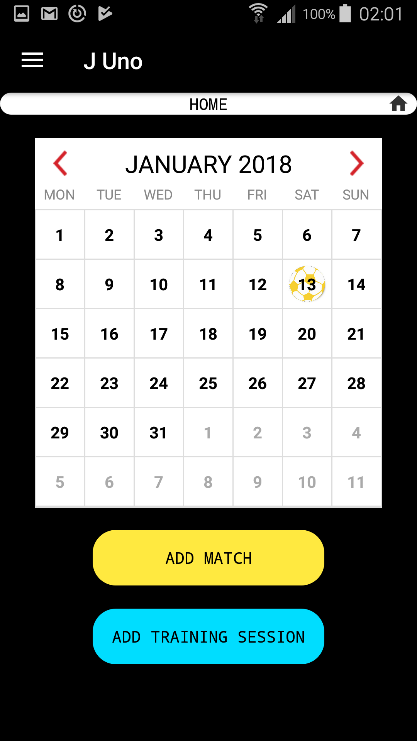 100% 02:01
J Uno
HOME
JANUARY 2018
MON TUE WED THU FRI SAT SUN
1 2 3 4 5 6 7
8 9 10 11 12 13 14
15 16 17 18 19 20 21
22 23 24 25 26 27 28
29 30 31 1 2 3 4
5 6 7 8 9 10 11
ADD MATCH
ADD TRAINING SESSION